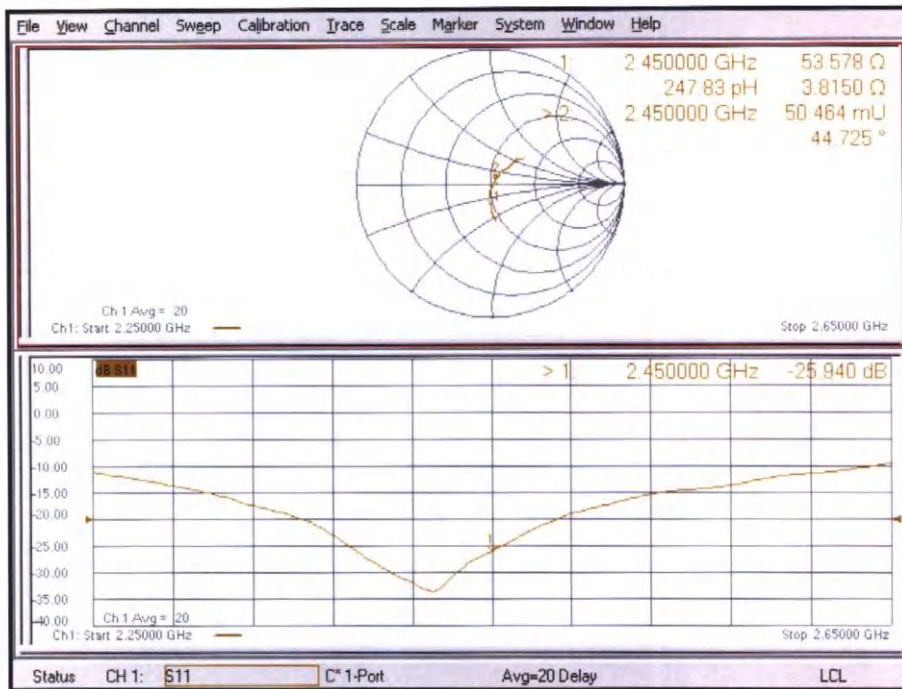 File View Channel Sweep Calibration Trace Scale Marker System Window Help
1: 2.450000 GHz 53.578 Ω
247.83 pH 3.8150 Ω
> 2: 2.450000 GHz 50.464 mU
44.725 °
2
Ch 1 Avg = 20
Ch1: Start 2.25000 GHz Stop 2.65000 GHz
10.00 dB S11 > 1: 2.450000 GHz -25.940 dB
5.00
0.00
-5.00
-10.00
-15.00
-20.00
-25.00 1
-30.00
-35.00
-40.00 Ch 1 Avg = 20
Ch1: Start 2.25000 GHz Stop 2.65000 GHz
Status CH 1: S11 C* 1-Port Avg=20 Delay LCL